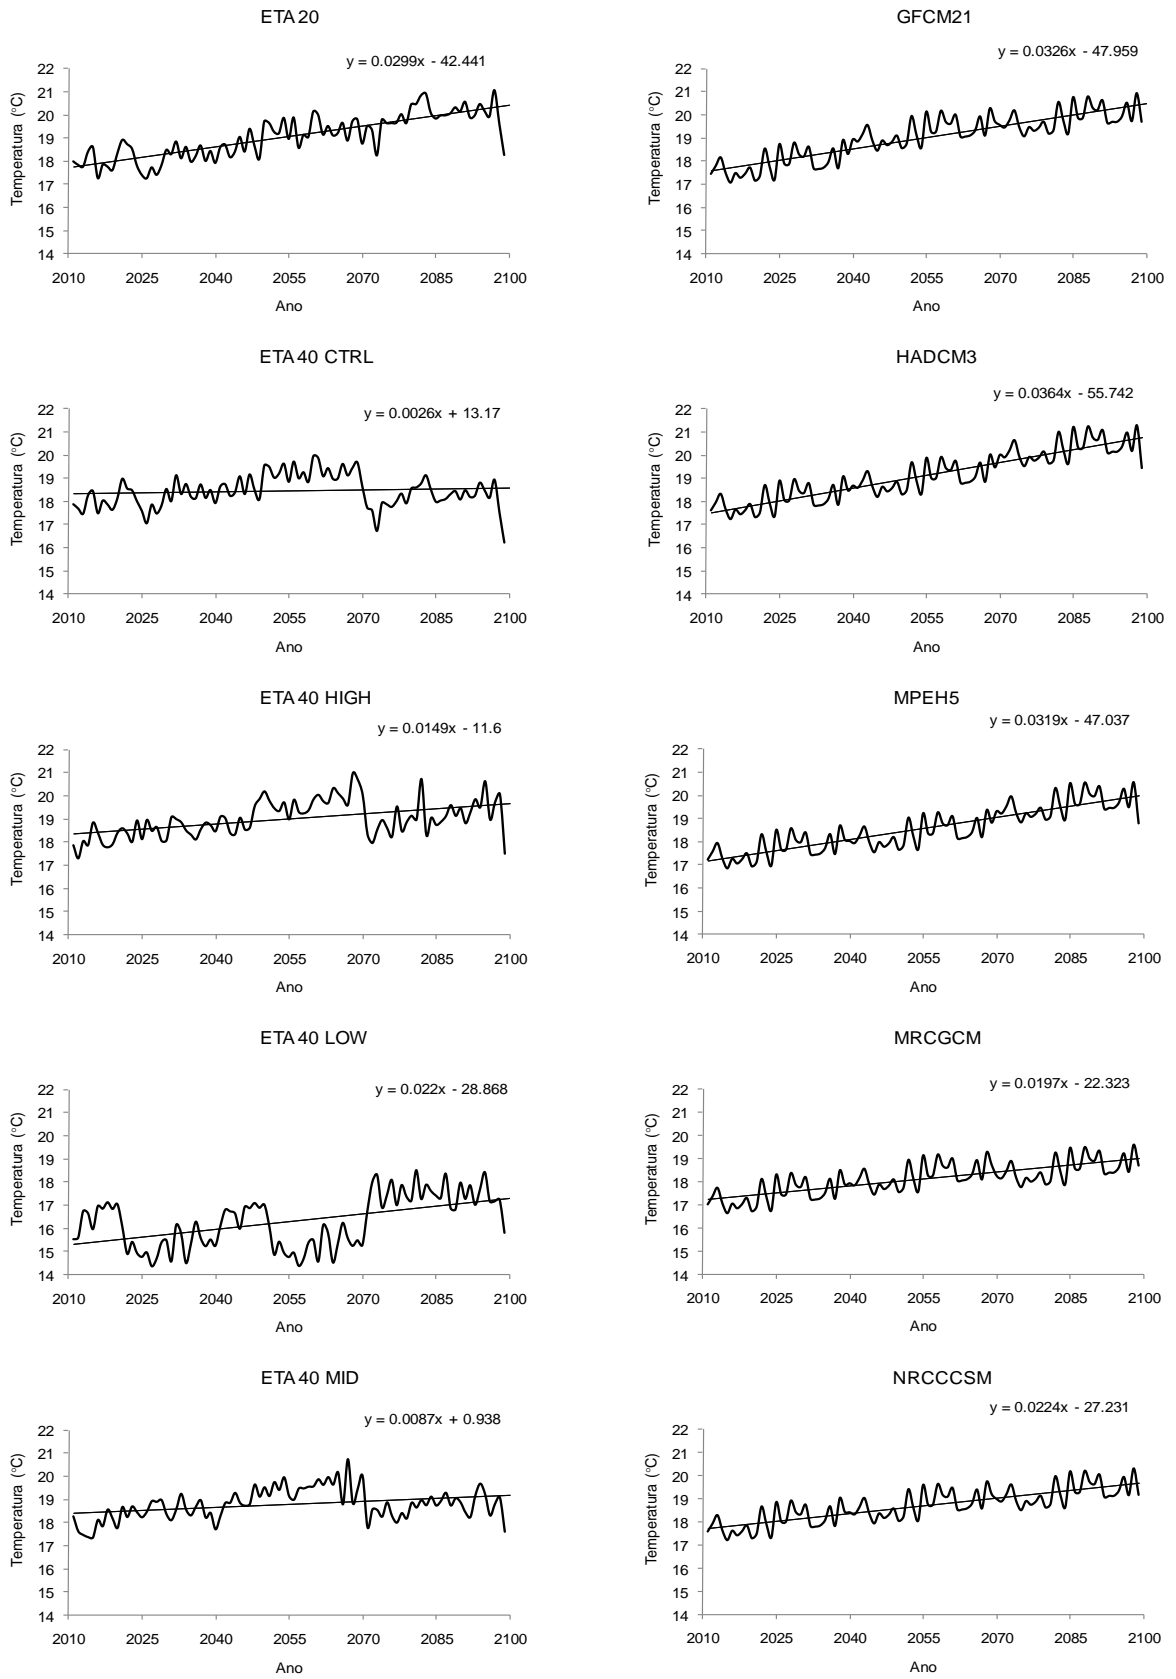 ETA 20
y = 0.0299x - 42.441
Temperatura (°C)
22
21
20
19
18
17
16
15
14
2010 2025 2040 2055 2070 2085 2100
Ano
GFCM21
y = 0.0326x - 47.959
Temperatura (°C)
22
21
20
19
18
17
16
15
14
2010 2025 2040 2055 2070 2085 2100
Ano
ETA 40 CTRL
y = 0.0026x + 13.17
Temperatura (°C)
22
21
20
19
18
17
16
15
14
2010 2025 2040 2055 2070 2085 2100
Ano
HADCM3
y = 0.0364x - 55.742
Temperatura (°C)
22
21
20
19
18
17
16
15
14
2010 2025 2040 2055 2070 2085 2100
Ano
ETA 40 HIGH
y = 0.0149x - 11.6
Temperatura (°C)
22
21
20
19
18
17
16
15
14
2010 2025 2040 2055 2070 2085 2100
Ano
MPEH5
y = 0.0319x - 47.037
Temperatura (°C)
22
21
20
19
18
17
16
15
14
2010 2025 2040 2055 2070 2085 2100
Ano
ETA 40 LOW
y = 0.022x - 28.868
Temperatura (°C)
22
21
20
19
18
17
16
15
14
2010 2025 2040 2055 2070 2085 2100
Ano
MRCGCM
y = 0.0197x - 22.323
Temperatura (°C)
22
21
20
19
18
17
16
15
14
2010 2025 2040 2055 2070 2085 2100
Ano
ETA 40 MID
y = 0.0087x + 0.938
Temperatura (°C)
22
21
20
19
18
17
16
15
14
2010 2025 2040 2055 2070 2085 2100
Ano
NRCCCSM
y = 0.0224x - 27.231
Temperatura (°C)
22
21
20
19
18
17
16
15
14
2010 2025 2040 2055 2070 2085 2100
Ano